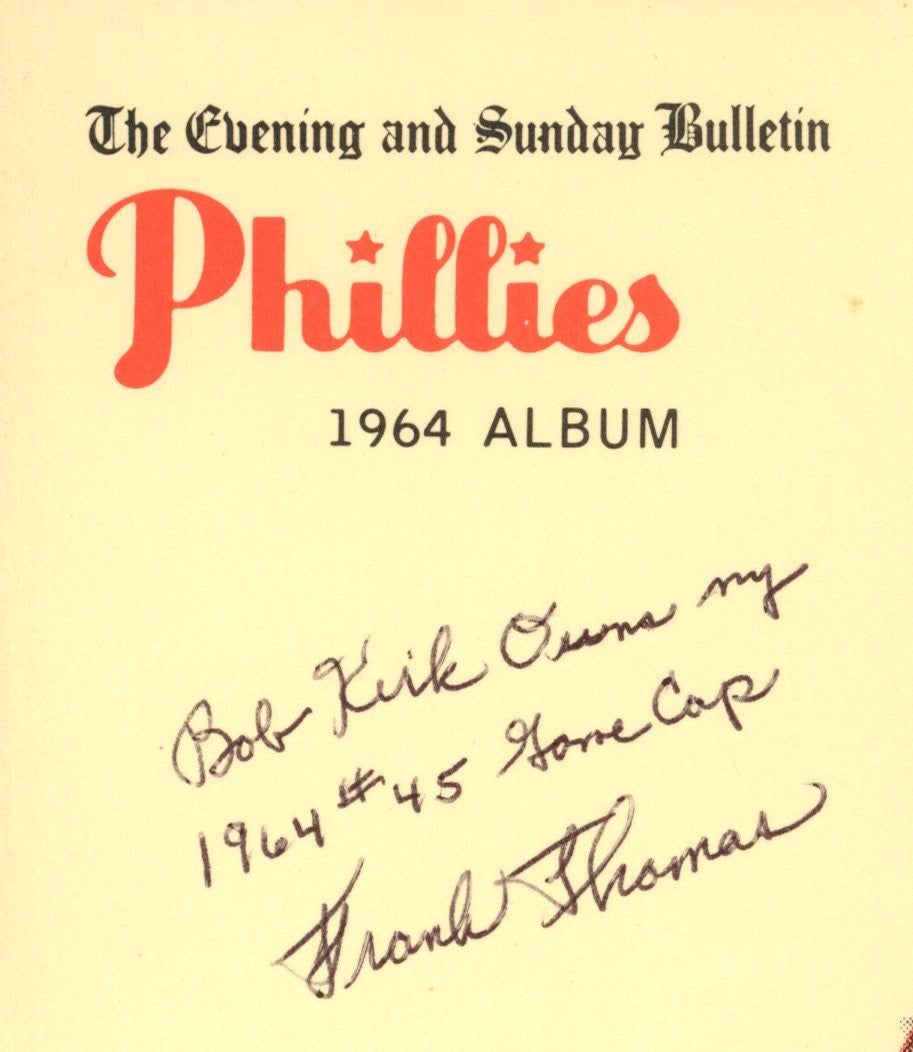 The Evening and Sunday Bulletin
Phillies
1964 ALBUM
Bob Kirk Owns my
1964 # 45 Game Cap
Frank Thomas